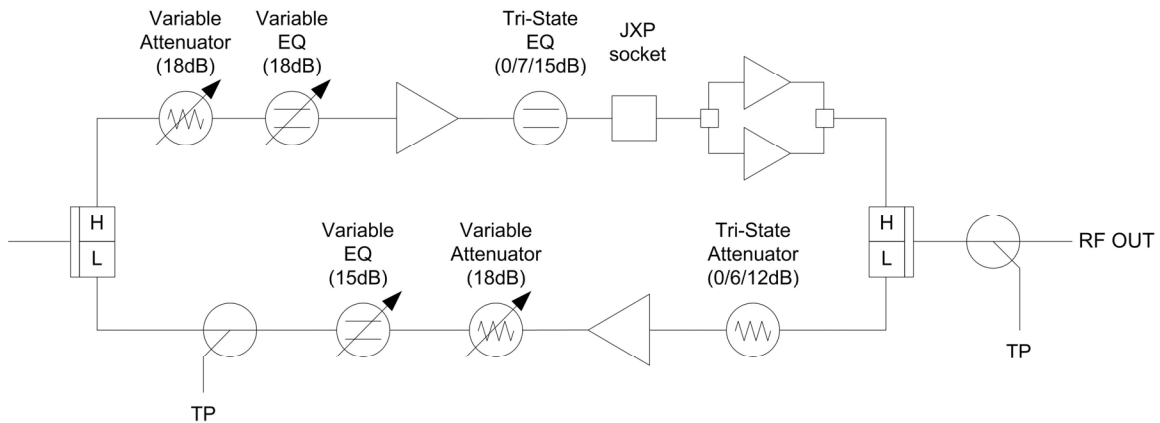 Variable
Attenuator
(18dB)
Variable
EQ
(18dB)
Tri-State
EQ
(0/7/15dB)
JXP
socket
H
L
H
L
RF OUT
Variable
EQ
(15dB)
Variable
Attenuator
(18dB)
Tri-State
Attenuator
(0/6/12dB)
TP
TP